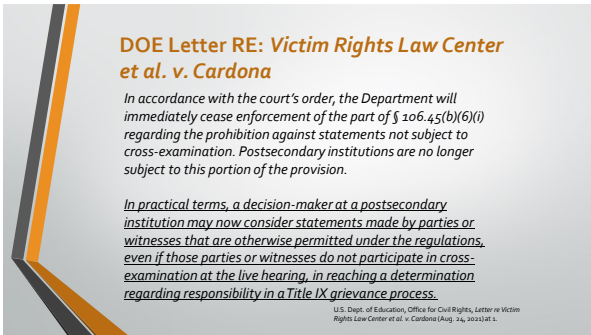 DOE Letter RE: Victim Rights Law Center
et al. v. Cardona
In accordance with the court's order, the Department will
immediately cease enforcement of the part of § 106.45(b)(6)(i)
regarding the prohibition against statements not subject to
cross-examination. Postsecondary institutions are no longer
subject to this portion of the provision.
In practical terms, a decision-maker at a postsecondary
institution may now consider statements made by parties or
witnesses that are otherwise permitted under the regulations,
even if those parties or witnesses do not participate in cross-
examination at the live hearing, in reaching a determination
regarding responsibility in a Title IX grievance process.
U.S. Dept. of Education, Office for Civil Rights, Letter re Victim
Rights Law Center et al. v. Cardona (Aug. 24, 2021) at 1.